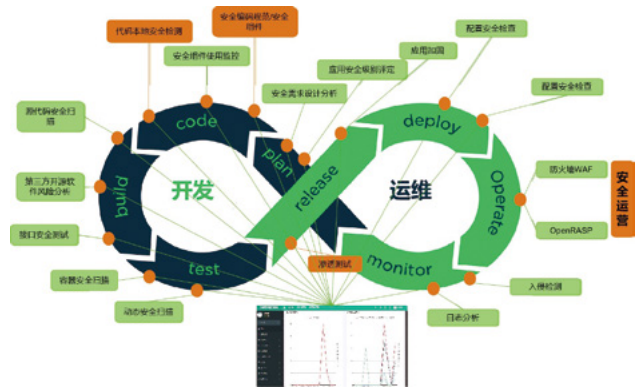 代码本地安全检测
安全编码规范/安全
组件
安全组件使用监控
安全需求设计分析
应用安全级别评定
应用加固
配置安全检查
配置安全检查
源代码安全扫
描
第三方开源软
件风险分析
接口安全测试
容器安全扫描
动态安全扫描
code
build
test
plan
release
deploy
Operate
monitor
开发
运维
防火墙WAF
OpenRASP
安全运营
入侵检测
日志分析
渗透测试